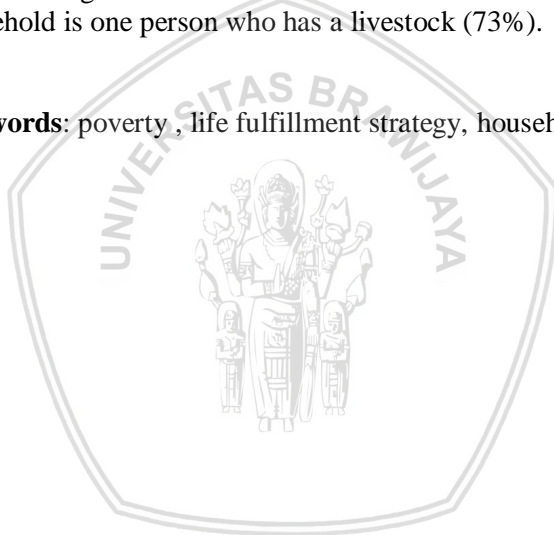 ehold is one person who has a livestock (73%).
UNIVERSITAS BRAWIJAYA
words: poverty , life fulfillment strategy, househ